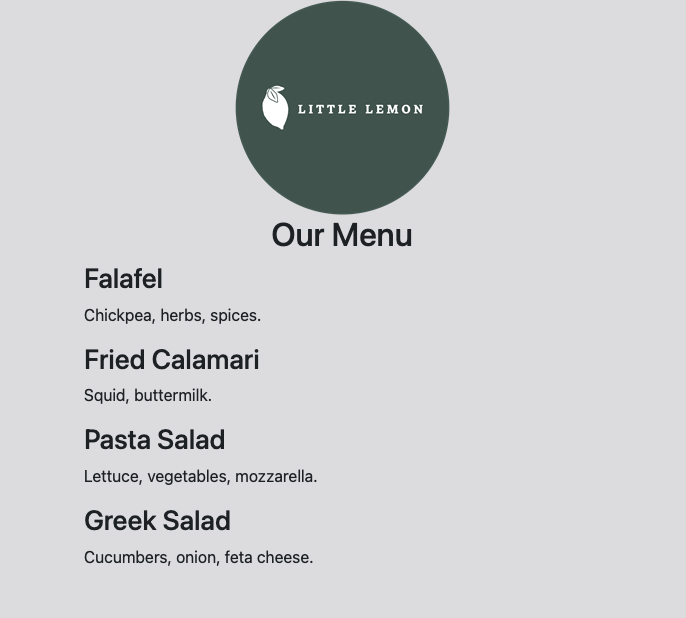 LITTLE LEMON
Our Menu
Falafel
Chickpea, herbs, spices.
Fried Calamari
Squid, buttermilk.
Pasta Salad
Lettuce, vegetables, mozzarella.
Greek Salad
Cucumbers, onion, feta cheese.